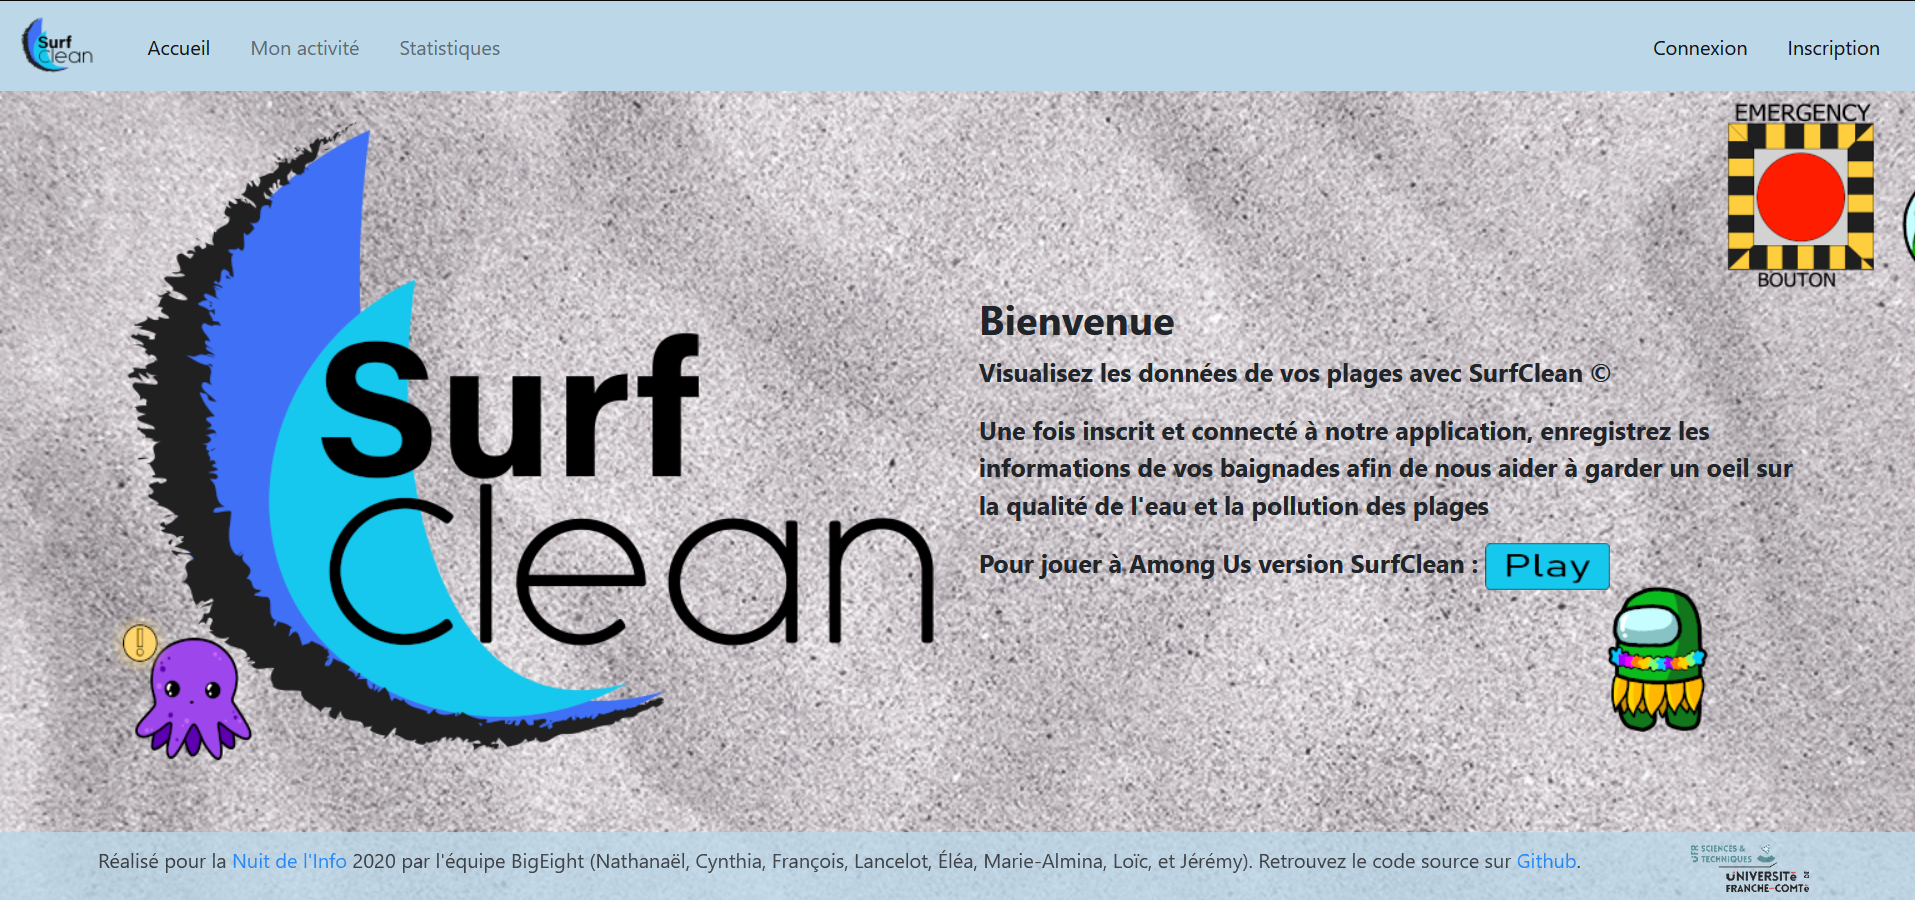 Surf
Clean
Accueil
Mon activité
Statistiques
Connexion
Inscription
EMERGENCY
BOUTON
Surf
Clean
Bienvenue
Visualisez les données de vos plages avec SurfClean ©
Une fois inscrit et connecté à notre application, enregistrez les
informations de vos baignades afin de nous aider à garder un oeil sur
la qualité de l'eau et la pollution des plages
Pour jouer à Among Us version SurfClean : Play
!
Réalisé pour la Nuit de l'Info 2020 par l'équipe BigEight (Nathanaël, Cynthia, François, Lancelot, Éléa, Marie-Almina, Loïc, et Jérémy). Retrouvez le code source sur Github.
UFR SCIENCES &
TECHNIQUES
UNIVERSITē DE
FRANCHE-COMTē